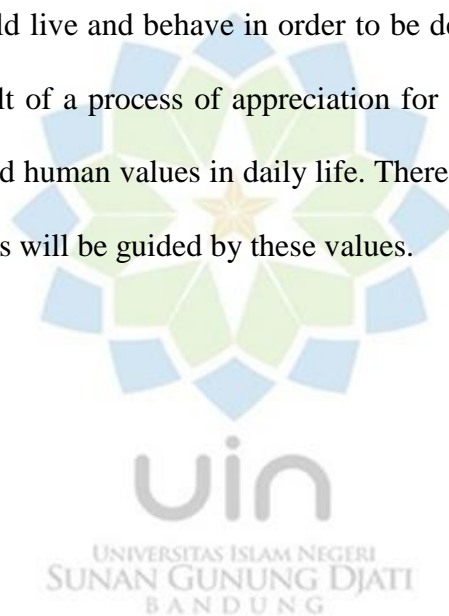 ld live and behave in order to be de
lt of a process of appreciation for
d human values in daily life. There
s will be guided by these values.
uin
UNIVERSITAS ISLAM NEGERI
SUNAN GUNUNG DJATI
BANDUNG